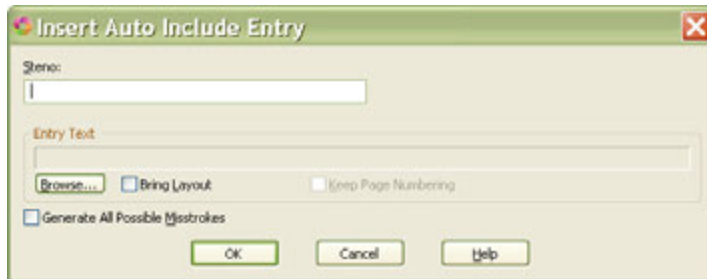 Insert Auto Include Entry
Steno:
Entry Text
Browse... Bring Layout Keep Page Numbering
Generate All Possible Misstrokes
OK Cancel Help